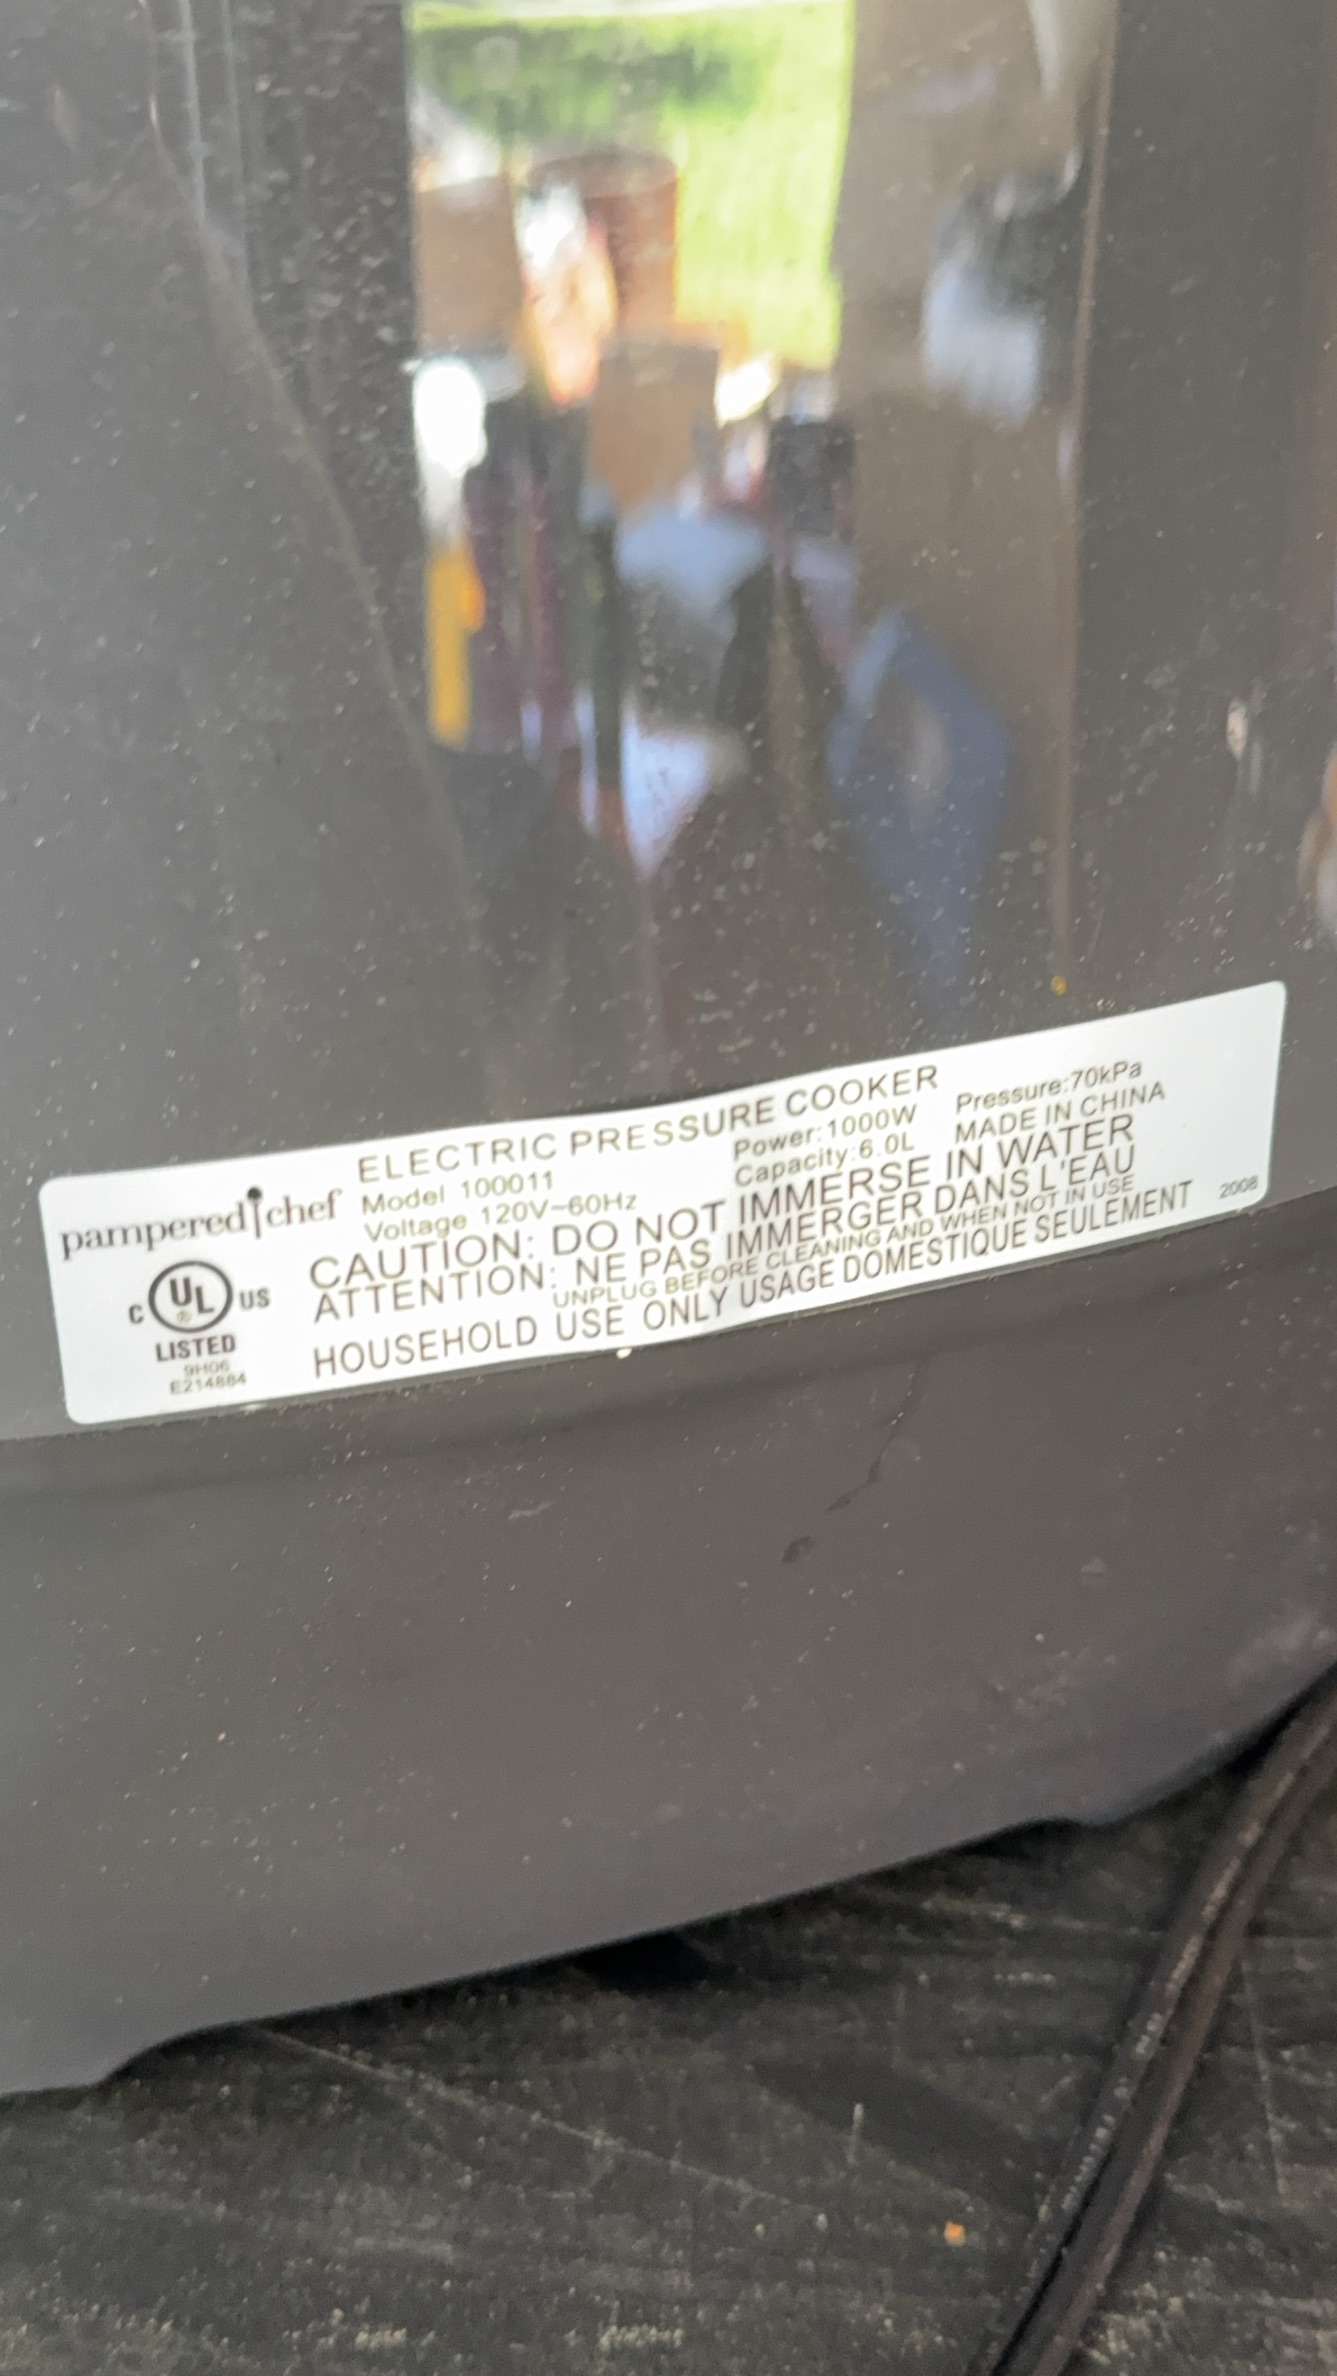 pampered chef
C UL US
®
LISTED
9H06
E214884
ELECTRIC PRESSURE COOKER
Model 100011 Power:1000W Pressure:70kPa
Voltage 120V~60Hz Capacity:6.0L MADE IN CHINA
CAUTION: DO NOT IMMERSE IN WATER
ATTENTION: NE PAS IMMERGER DANS L'EAU
UNPLUG BEFORE CLEANING AND WHEN NOT IN USE
HOUSEHOLD USE ONLY USAGE DOMESTIQUE SEULEMENT
2008